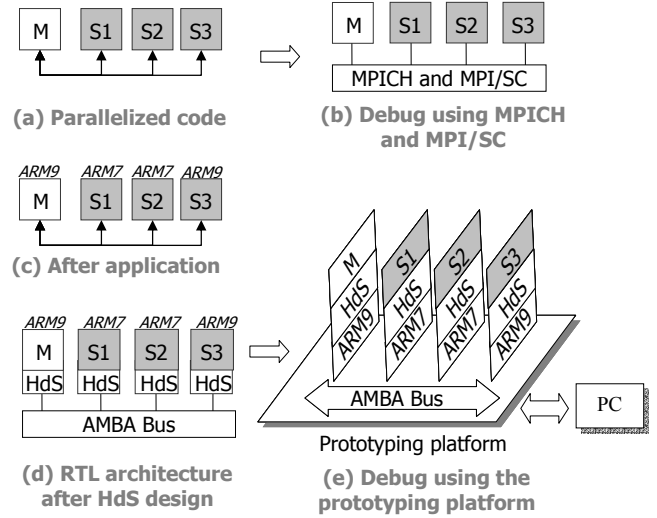 M S1 S2 S3
(a) Parallelized code
M S1 S2 S3
MPICH and MPI/SC
(b) Debug using MPICH
and MPI/SC
ARM9 ARM7 ARM7 ARM9
M S1 S2 S3
(c) After application
ARM9 ARM7 ARM7 ARM9
M S1 S2 S3
HdS HdS HdS HdS
AMBA Bus
(d) RTL architecture
after HdS design
M S1 S2 S3
HdS HdS HdS HdS
ARM9 ARM7 ARM7 ARM9
AMBA Bus
PC
Prototyping platform
(e) Debug using the
prototyping platform